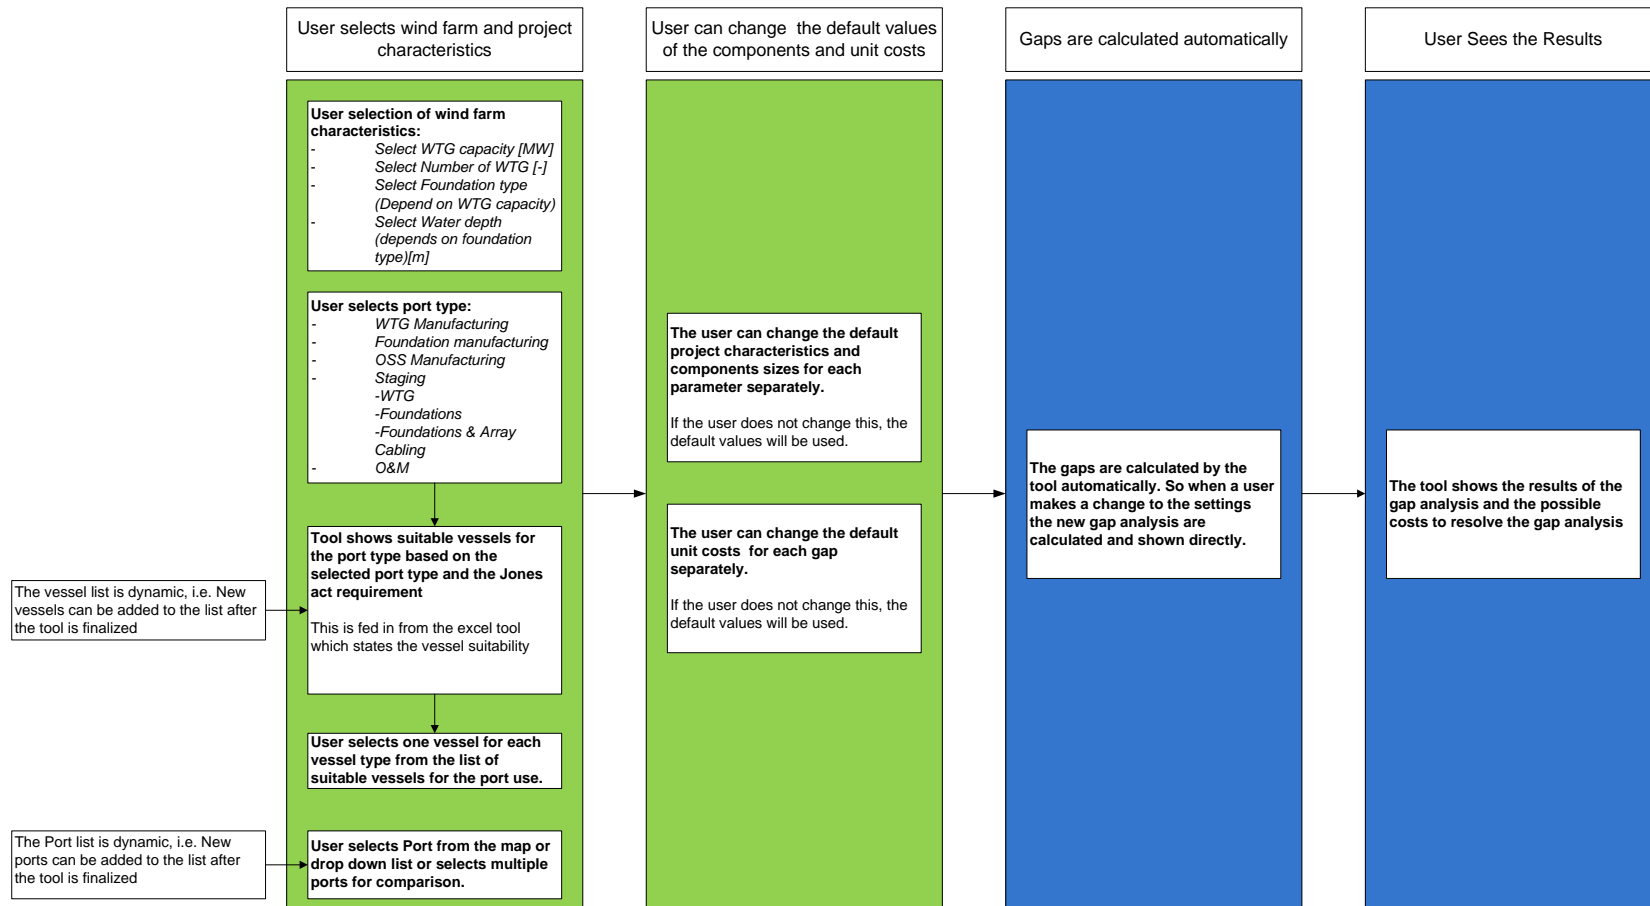 User selects wind farm and project
characteristics
User can change  the default values
of the components and unit costs
Gaps are calculated automatically
User Sees the Results
User selection of wind farm
characteristics:
- Select WTG capacity [MW]
- Select Number of WTG [-]
- Select Foundation type
(Depend on WTG capacity)
- Select Water depth
(depends on foundation
type)[m]
User selects port type:
- WTG Manufacturing
- Foundation manufacturing
- OSS Manufacturing
- Staging
-WTG
-Foundations
-Foundations & Array
Cabling
- O&M
Tool shows suitable vessels for
the port type based on the
selected port type and the Jones
act requirement
This is fed in from the excel tool
which states the vessel suitability
The vessel list is dynamic, i.e. New
vessels can be added to the list after
the tool is finalized
User selects one vessel for each
vessel type from the list of
suitable vessels for the port use.
The Port list is dynamic, i.e. New
ports can be added to the list after
the tool is finalized
User selects Port from the map or
drop down list or selects multiple
ports for comparison.
The user can change the default
project characteristics and
components sizes for each
parameter separately.
If the user does not change this, the
default values will be used.
The user can change the default
unit costs  for each gap
separately.
If the user does not change this, the
default values will be used.
The gaps are calculated by the
tool automatically. So when a user
makes a change to the settings
the new gap analysis are
calculated and shown directly.
The tool shows the results of the
gap analysis and the possible
costs to resolve the gap analysis